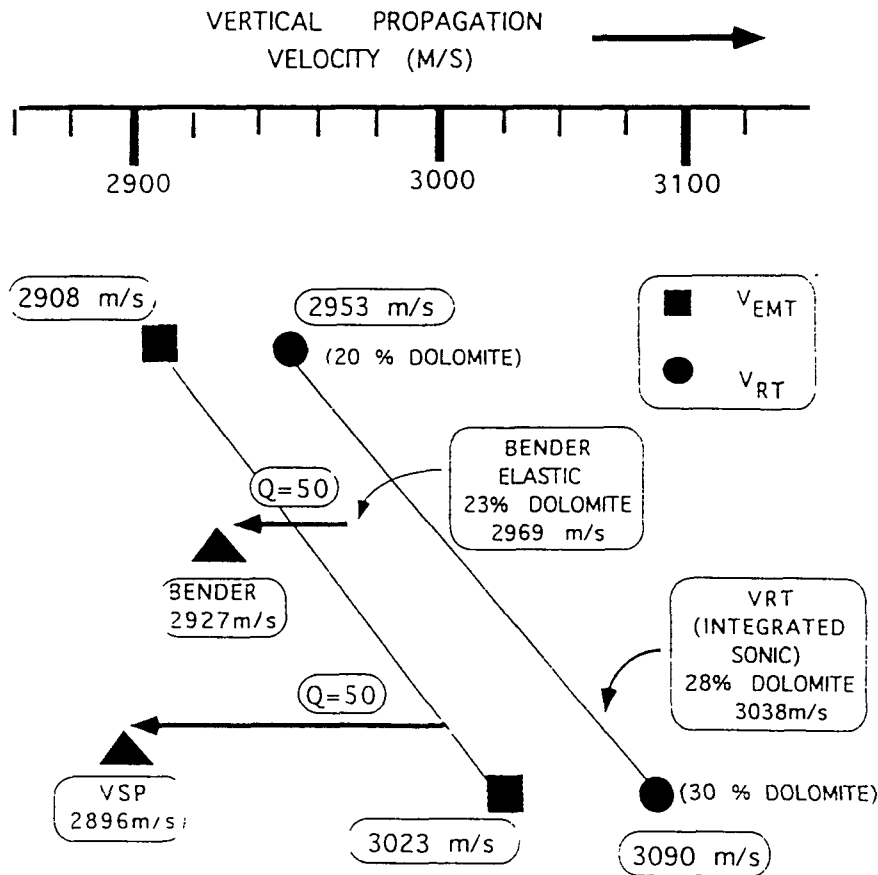 VERTICAL PROPAGATION
VELOCITY (M/S)
2900
3000
3100
2908 m/s
2953 m/s
(20 % DOLOMITE)
V_EMT
V_RT
BENDER
ELASTIC
23% DOLOMITE
2969 m/s
Q=50
BENDER
2927m/s
VRT
(INTEGRATED
SONIC)
28% DOLOMITE
3038m/s
Q=50
VSP
2896m/s
3023 m/s
(30 % DOLOMITE)
3090 m/s